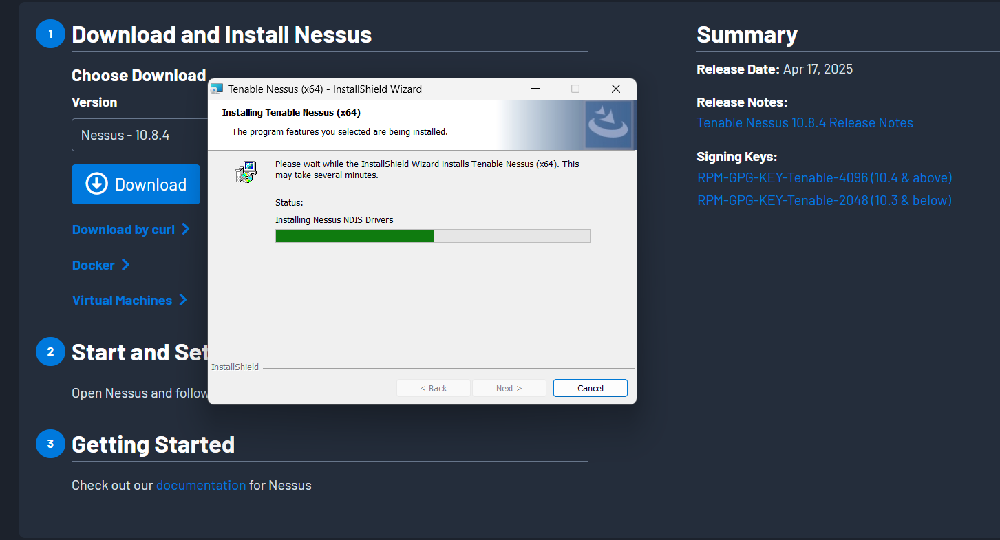 1
Download and Install Nessus
Choose Download
Version
Nessus - 10.8.4
Download
Download by curl
Docker
Virtual Machines
2
Start and Set
Open Nessus and follow
3
Getting Started
Check out our documentation for Nessus
Tenable Nessus (x64) - InstallShield Wizard
Installing Tenable Nessus (x64)
The program features you selected are being installed.
Please wait while the InstallShield Wizard installs Tenable Nessus (x64). This
may take several minutes.
Status:
Installing Nessus NDIS Drivers
InstallShield
< Back
Next >
Cancel
Summary
Release Date: Apr 17, 2025
Release Notes:
Tenable Nessus 10.8.4 Release Notes
Signing Keys:
RPM-GPG-KEY-Tenable-4096 (10.4 & above)
RPM-GPG-KEY-Tenable-2048 (10.3 & below)